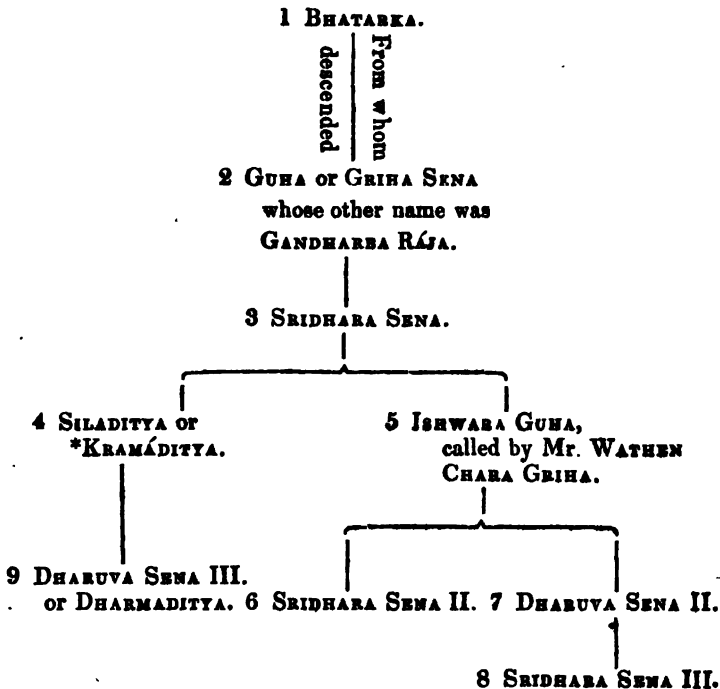 1 BHATARKA.
From whom
descended
2 GUHA or GRIHA SENA
whose other name was
GANDHARBA RÁJA.
3 SRIDHARA SENA.
4 SILADITYA or
*KRAMÁDITYA.
5 ISHWARA GUHA,
called by Mr. WATHEN
CHARA GRIHA.
9 DHARUVA SENA III.
or DHARMADITYA.
6 SRIDHARA SENA II.
7 DHARUVA SENA II.
8 SRIDHARA SENA III.